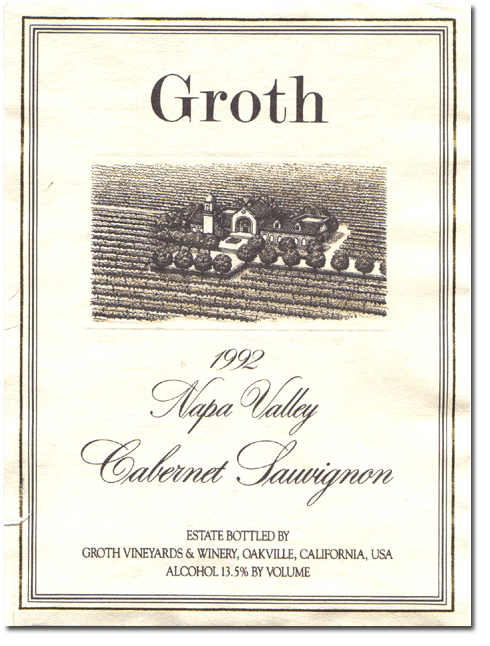 Groth
1992
Napa Valley
Cabernet Sauvignon
ESTATE BOTTLED BY
GROTH VINEYARDS & WINERY, OAKVILLE, CALIFORNIA, USA
ALCOHOL 13.5% BY VOLUME